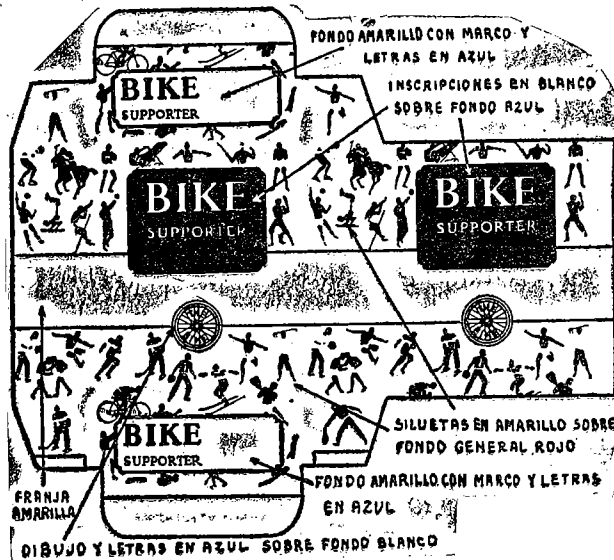 FONDO AMARILLO CON MARCO Y
LETRAS EN AZUL
BIKE
SUPPORTER
INSCRIPCIONES EN BLANCO
SOBRE FONDO AZUL
BIKE
SUPPORTER
BIKE
SUPPORTER
SILUETAS EN AMARILLO SOBRE
FONDO GENERAL ROJO
BIKE
SUPPORTER
FONDO AMARILLO CON MARCO Y LETRAS
EN AZUL
FRANJA
AMARILLA
DIBUJO Y LETRAS EN AZUL SOBRE FONDO BLANCO